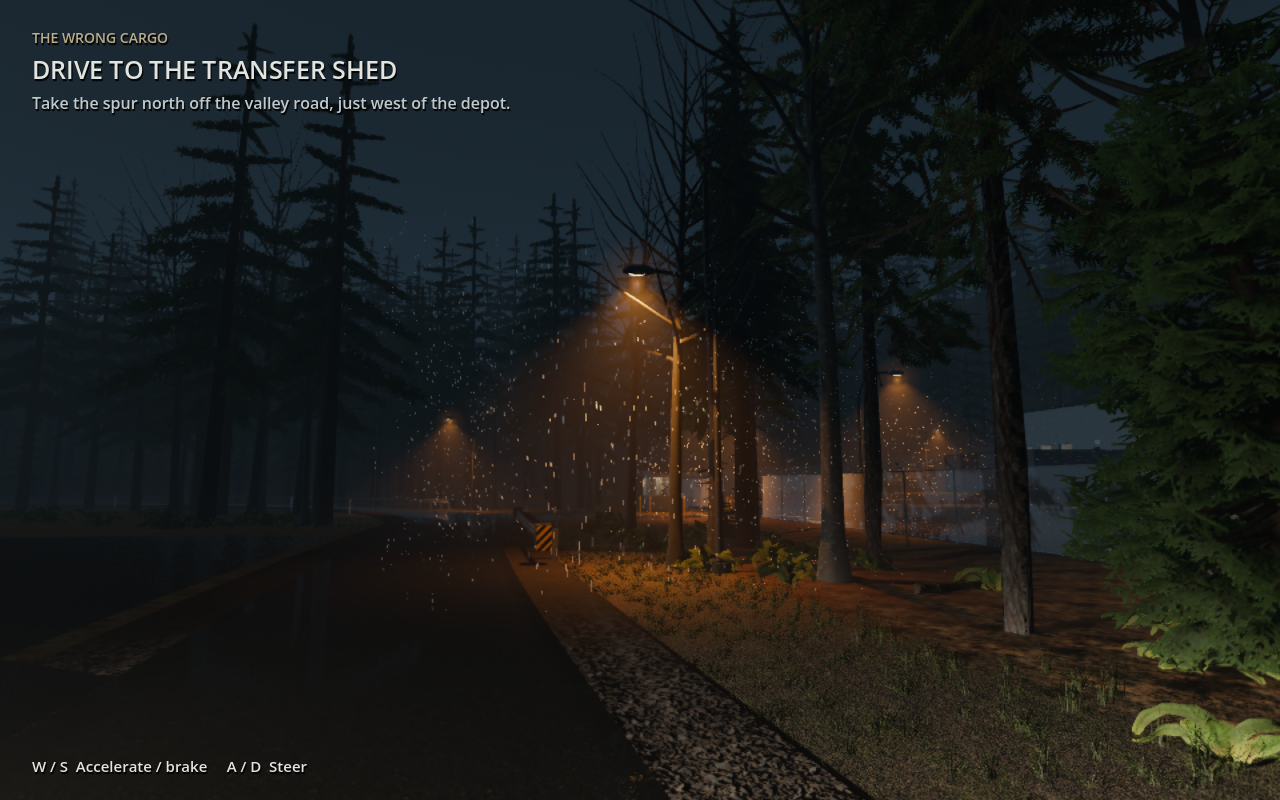 THE WRONG CARGO
DRIVE TO THE TRANSFER SHED
Take the spur north off the valley road, just west of the depot.
W / S Accelerate / brake A / D Steer